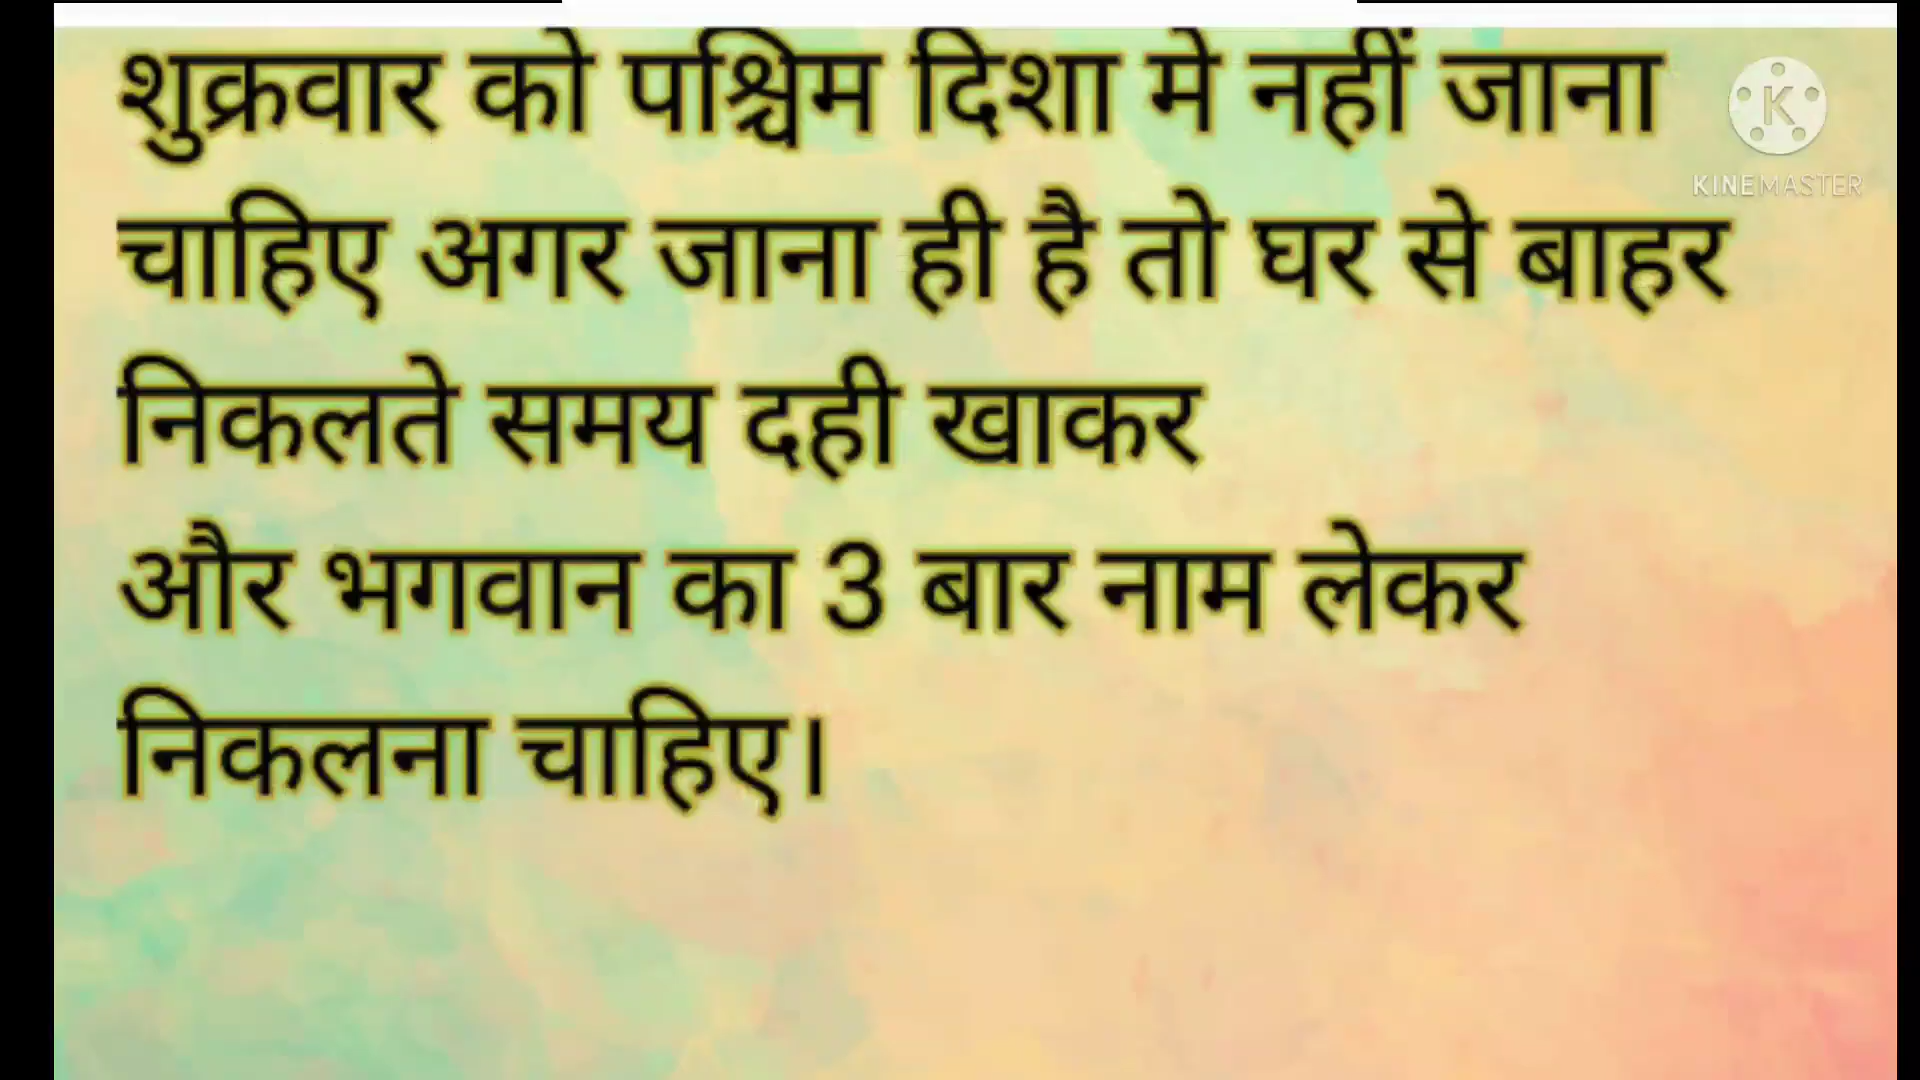 शुक्रवार को पश्चिम दिशा मे नहीं जाना
चाहिए अगर जाना ही है तो घर से बाहर
निकलते समय दही खाकर
और भगवान का 3 बार नाम लेकर
निकलना चाहिए।
K
KINEMASTER